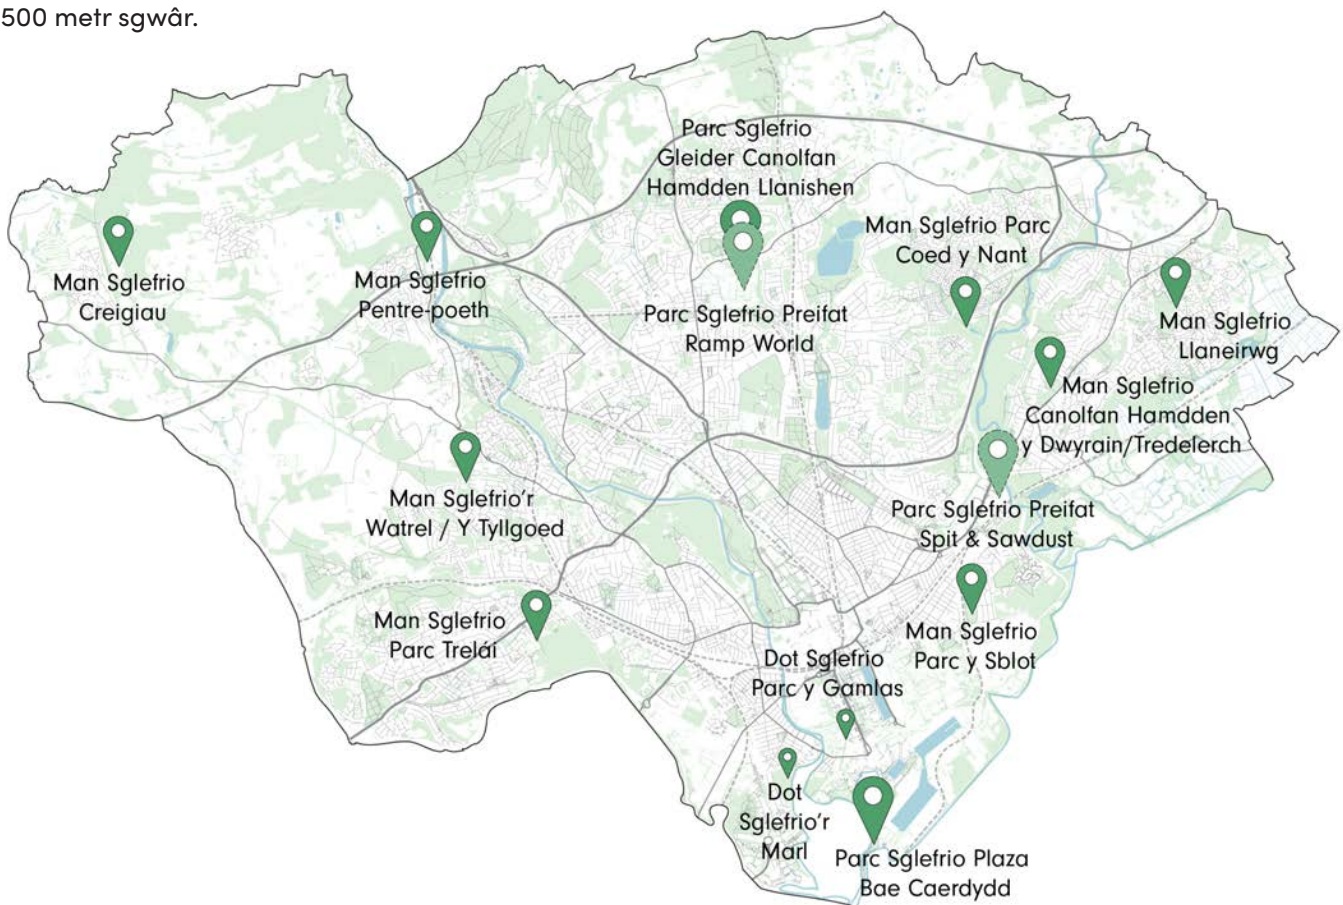 500 metr sgwâr.
Parc Sglefrio
Gleider Canolfan
Hamdden Llanishen
Man Sglefrio Parc
Coed y Nant
Man Sglefrio
Creigiau
Man Sglefrio
Pentre-poeth
Parc Sglefrio Preifat
Ramp World
Man Sglefrio
Llaneirwg
Man Sglefrio
Canolfan Hamdden
y Dwyrain/Tredelerch
Man Sglefrio'r
Watrel / Y Tyllgoed
Parc Sglefrio Preifat
Spit & Sawdust
Man Sglefrio
Parc Trelái
Man Sglefrio
Parc y Sblot
Dot Sglefrio
Parc y Gamlas
Dot
Sglefrio'r
Marl
Parc Sglefrio Plaza
Bae Caerdydd